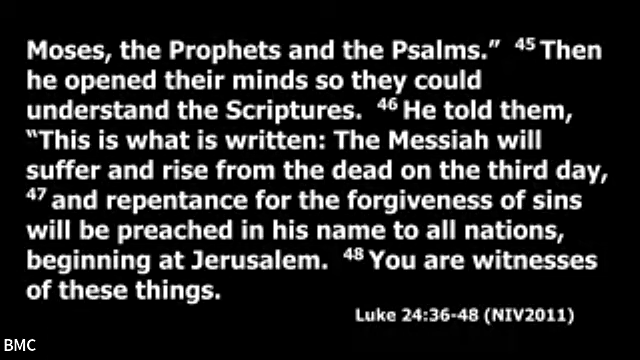 Moses, the Prophets and the Psalms.” ⁴⁵ Then
he opened their minds so they could
understand the Scriptures. ⁴⁶ He told them,
“This is what is written: The Messiah will
suffer and rise from the dead on the third day,
⁴⁷ and repentance for the forgiveness of sins
will be preached in his name to all nations,
beginning at Jerusalem. ⁴⁸ You are witnesses
of these things.
Luke 24:36-48 (NIV2011)
BMC